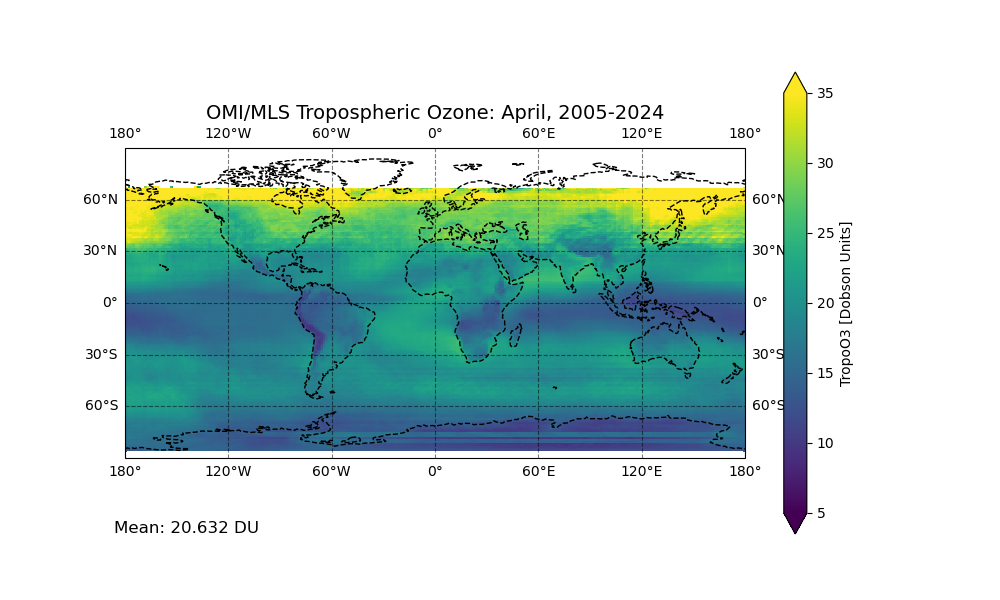 OMI/MLS Tropospheric Ozone: April, 2005-2024
180° 120°W 60°W 0° 60°E 120°E 180°
60°N 60°N
30°N 30°N
0° 0°
30°S 30°S
60°S 60°S
180° 120°W 60°W 0° 60°E 120°E 180°
35
30
25
20
15
10
5
TropoO3 [Dobson Units]
Mean: 20.632 DU